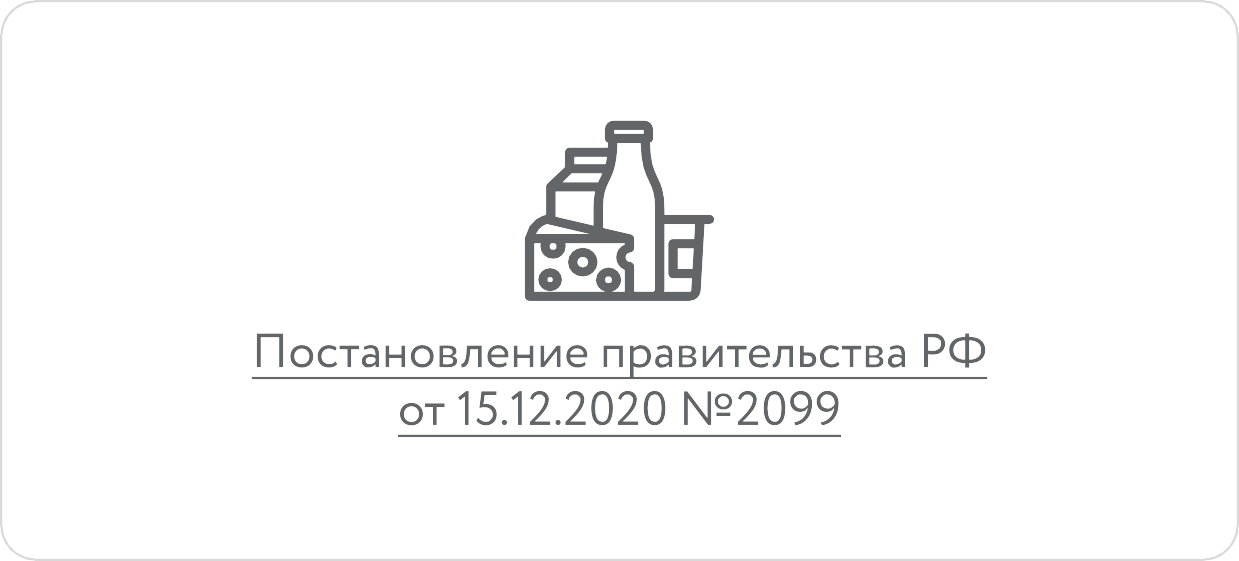 Постановление правительства РФ
от 15.12.2020 №2099